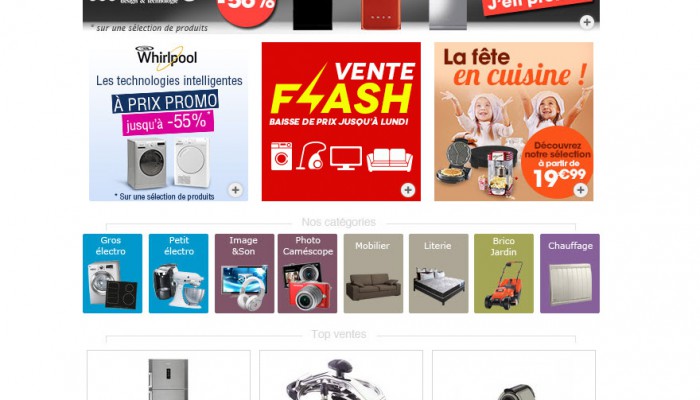 -56%
J'en pro
design & technologie
* sur une sélection de produits
Whirlpool
Les technologies intelligentes
À PRIX PROMO
jusqu'à -55%*
* Sur une sélection de produits
VENTE
FLASH
BAISSE DE PRIX JUSQU'À LUNDI
La fête
en cuisine !
Découvrez
notre sélection
à partir de
19€99
Nos catégories
Gros
électro
Petit
électro
Image
&Son
Photo
Caméscope
Mobilier
Literie
Brico
Jardin
Chauffage
Top ventes